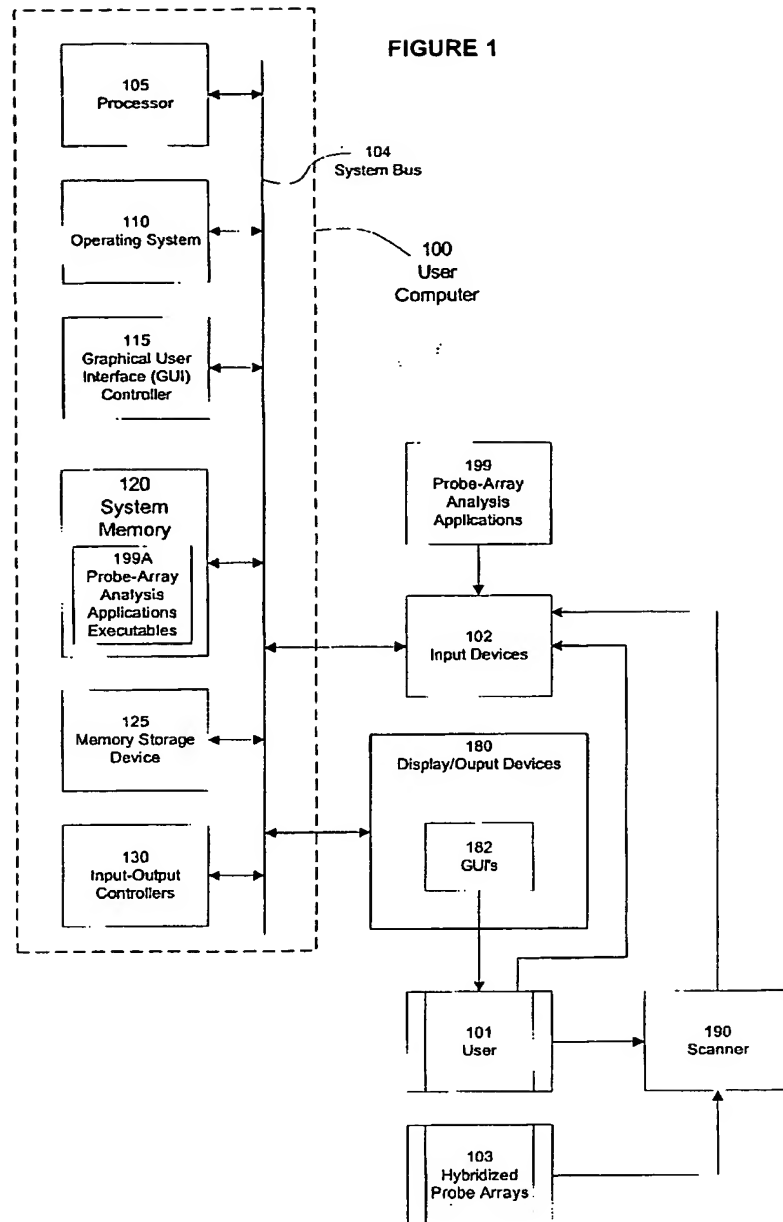 FIGURE 1
105
Processor
104
System Bus
110
Operating System
100
User
Computer
115
Graphical User
Interface (GUI)
Controller
120
System
Memory
199A
Probe-Array
Analysis
Applications
Executables
199
Probe-Array
Analysis
Applications
102
Input Devices
125
Memory Storage
Device
180
Display/Ouput Devices
182
GUI's
130
Input-Output
Controllers
101
User
190
Scanner
103
Hybridized
Probe Arrays